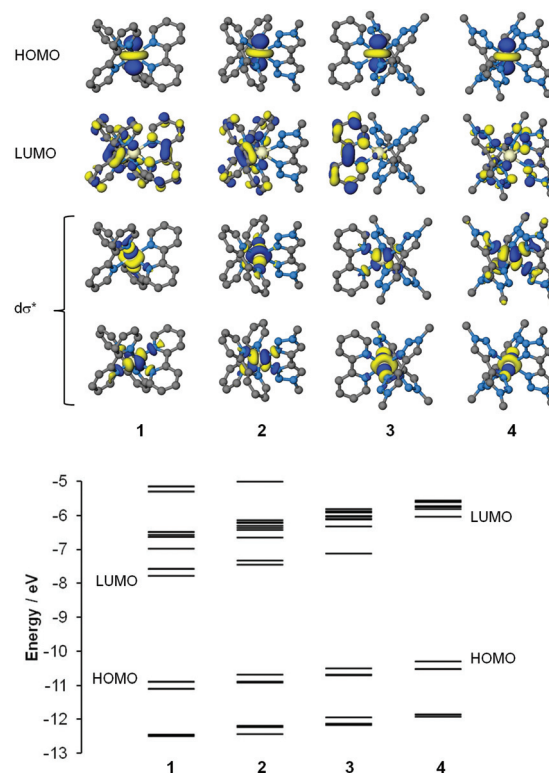 HOMO
LUMO
dσ*
1 2 3 4
-5
-6
-7
-8
-9
-10
-11
-12
-13
Energy / eV
LUMO
HOMO
LUMO
HOMO
1 2 3 4